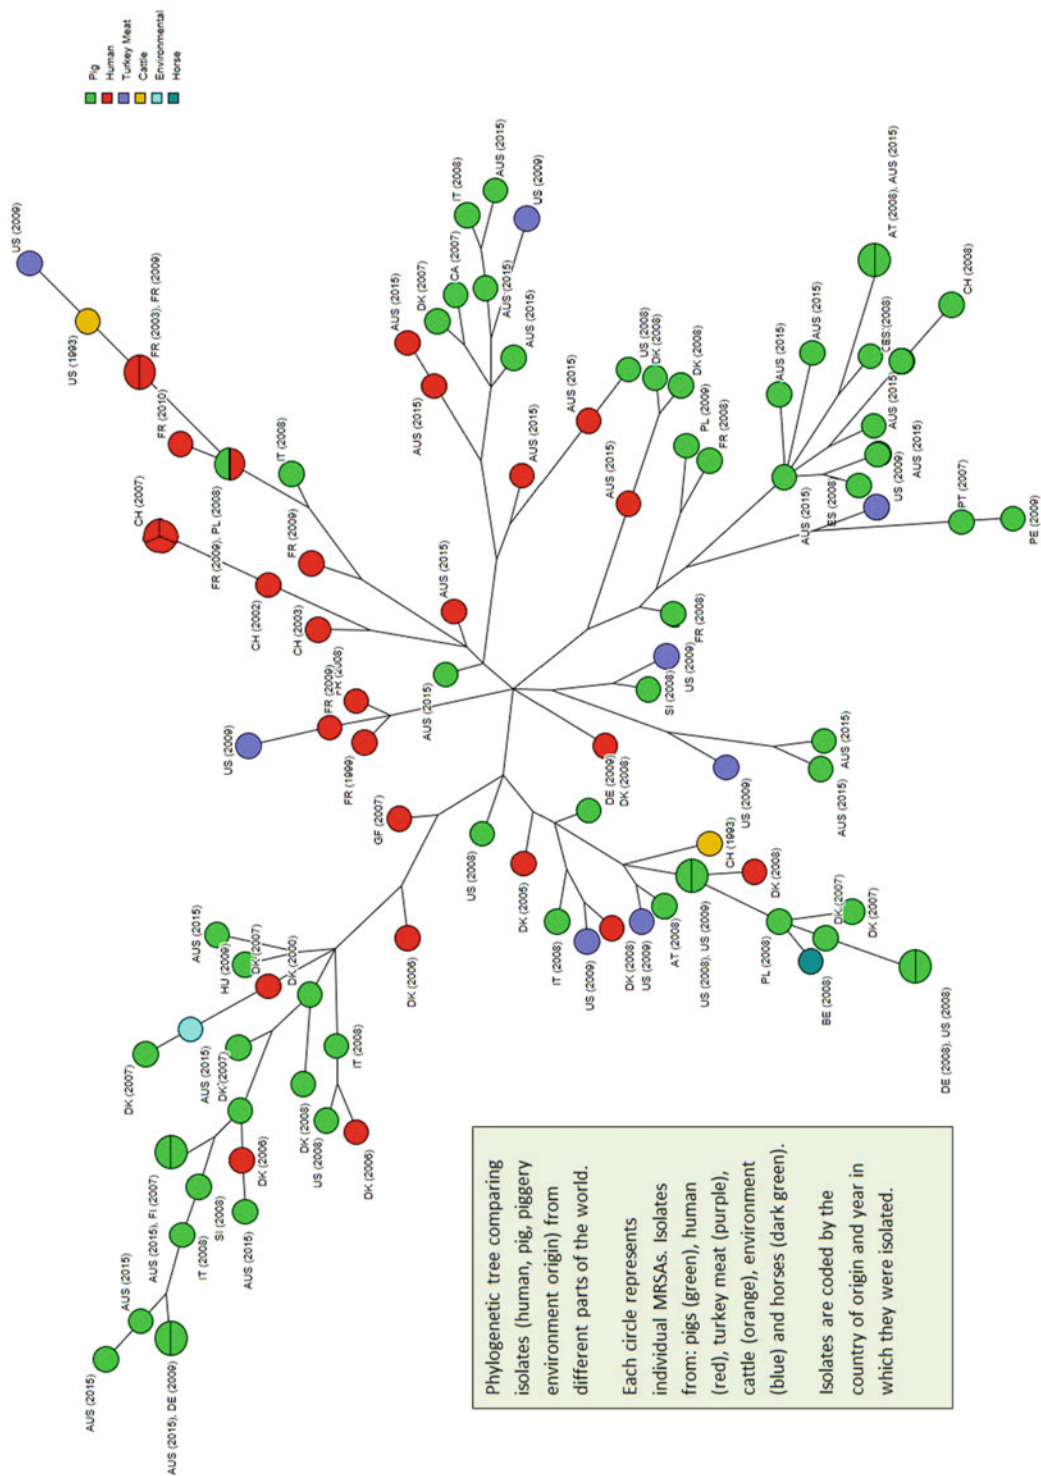 Pig
Human
Turkey Meat
Cattle
Environmental
Horse
US (2009)
US (1993)
FR (2003), FR (2009)
FR (2010)
FR (2009), PL (2008)
IT (2008)
FR (2009)
CH (2007)
CH (2002)
CH (2003)
AUS (2015)
AUS (2015)
FR (2008)
FR (2009)
FR (1999)
US (2009)
AUS (2015)
AUS (2015)
DK (2007)
CA (2007)
IT (2008)
AUS (2015)
US (2009)
AUS (2015)
AUS (2015)
AUS (2015)
AUS (2015)
US (2008)
DK (2008)
DK (2008)
AUS (2015)
PL (2009)
FR (2008)
FR (2008)
AUS (2015)
AUS (2015)
AT (2008), AUS (2015)
CH (2008)
AUS (2015)
AUS (2015)
US (2009)
ES (2008)
AUS (2015)
PT (2007)
PE (2009)
US (2009)
SI (2008)
AUS (2015)
AUS (2015)
US (2009)
DE (2009)
DK (2008)
GF (2007)
US (2008)
DK (2005)
DK (2006)
CH (1993)
DK (2008)
US (2008), US (2009)
AT (2008)
US (2009)
DK (2008)
US (2009)
IT (2008)
PL (2008)
DK (2007)
DK (2007)
BE (2008)
DE (2008), US (2008)
AUS (2015)
HU (2009)
DK (2007)
DK (2000)
DK (2007)
AUS (2015)
DK (2007)
IT (2008)
DK (2008)
US (2008)
DK (2006)
DK (2006)
AUS (2015)
SI (2008)
IT (2008)
AUS (2015), FI (2007)
AUS (2015)
AUS (2015)
AUS (2015), DE (2009)
Phylogenetic tree comparing
isolates (human, pig, piggery
environment origin) from
different parts of the world.
Each circle represents
individual MRSAs. Isolates
from: pigs (green), human
(red), turkey meat (purple),
cattle (orange), environment
(blue) and horses (dark green).
Isolates are coded by the
country of origin and year in
which they were isolated.